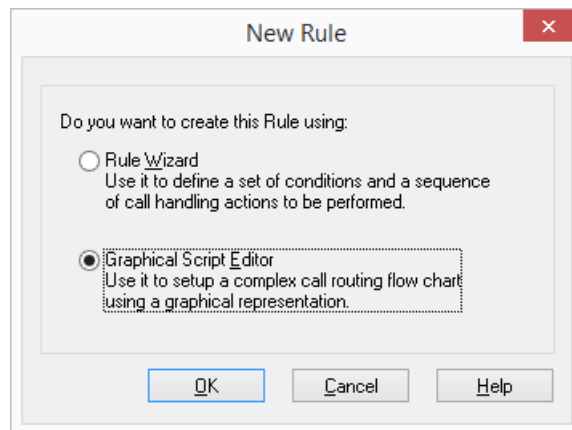 New Rule
Do you want to create this Rule using:
Rule Wizard
Use it to define a set of conditions and a sequence
of call handling actions to be performed.
Graphical Script Editor
Use it to setup a complex call routing flow chart
using a graphical representation.
OK Cancel Help